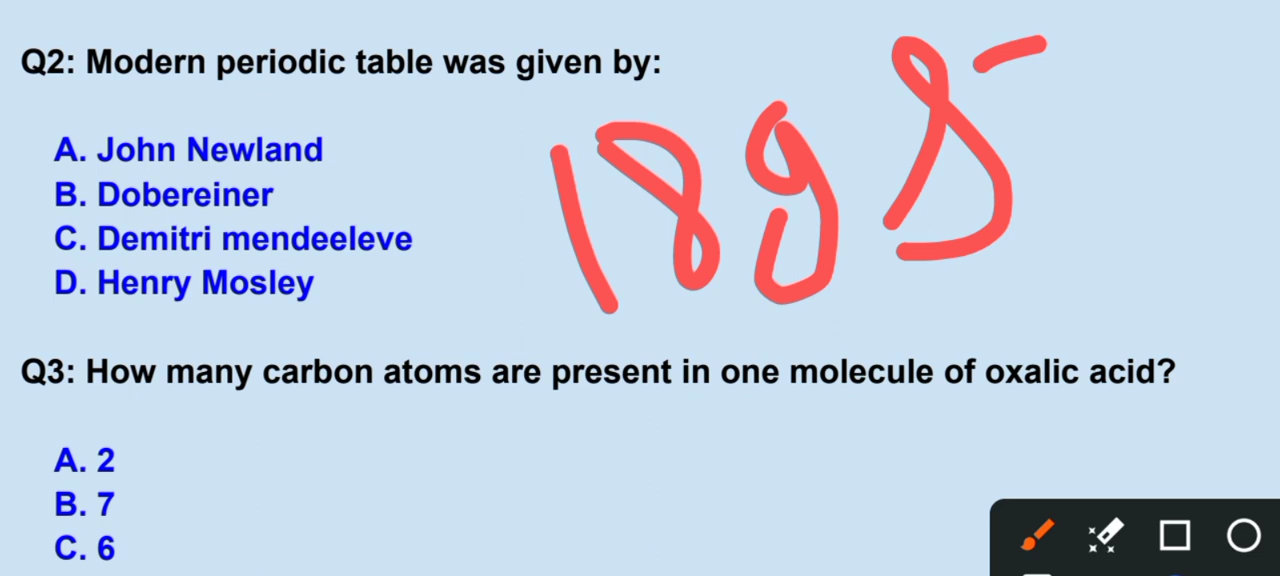 Q2: Modern periodic table was given by:
A. John Newland
B. Dobereiner
C. Demitri mendeeleve
D. Henry Mosley
1895
Q3: How many carbon atoms are present in one molecule of oxalic acid?
A. 2
B. 7
C. 6